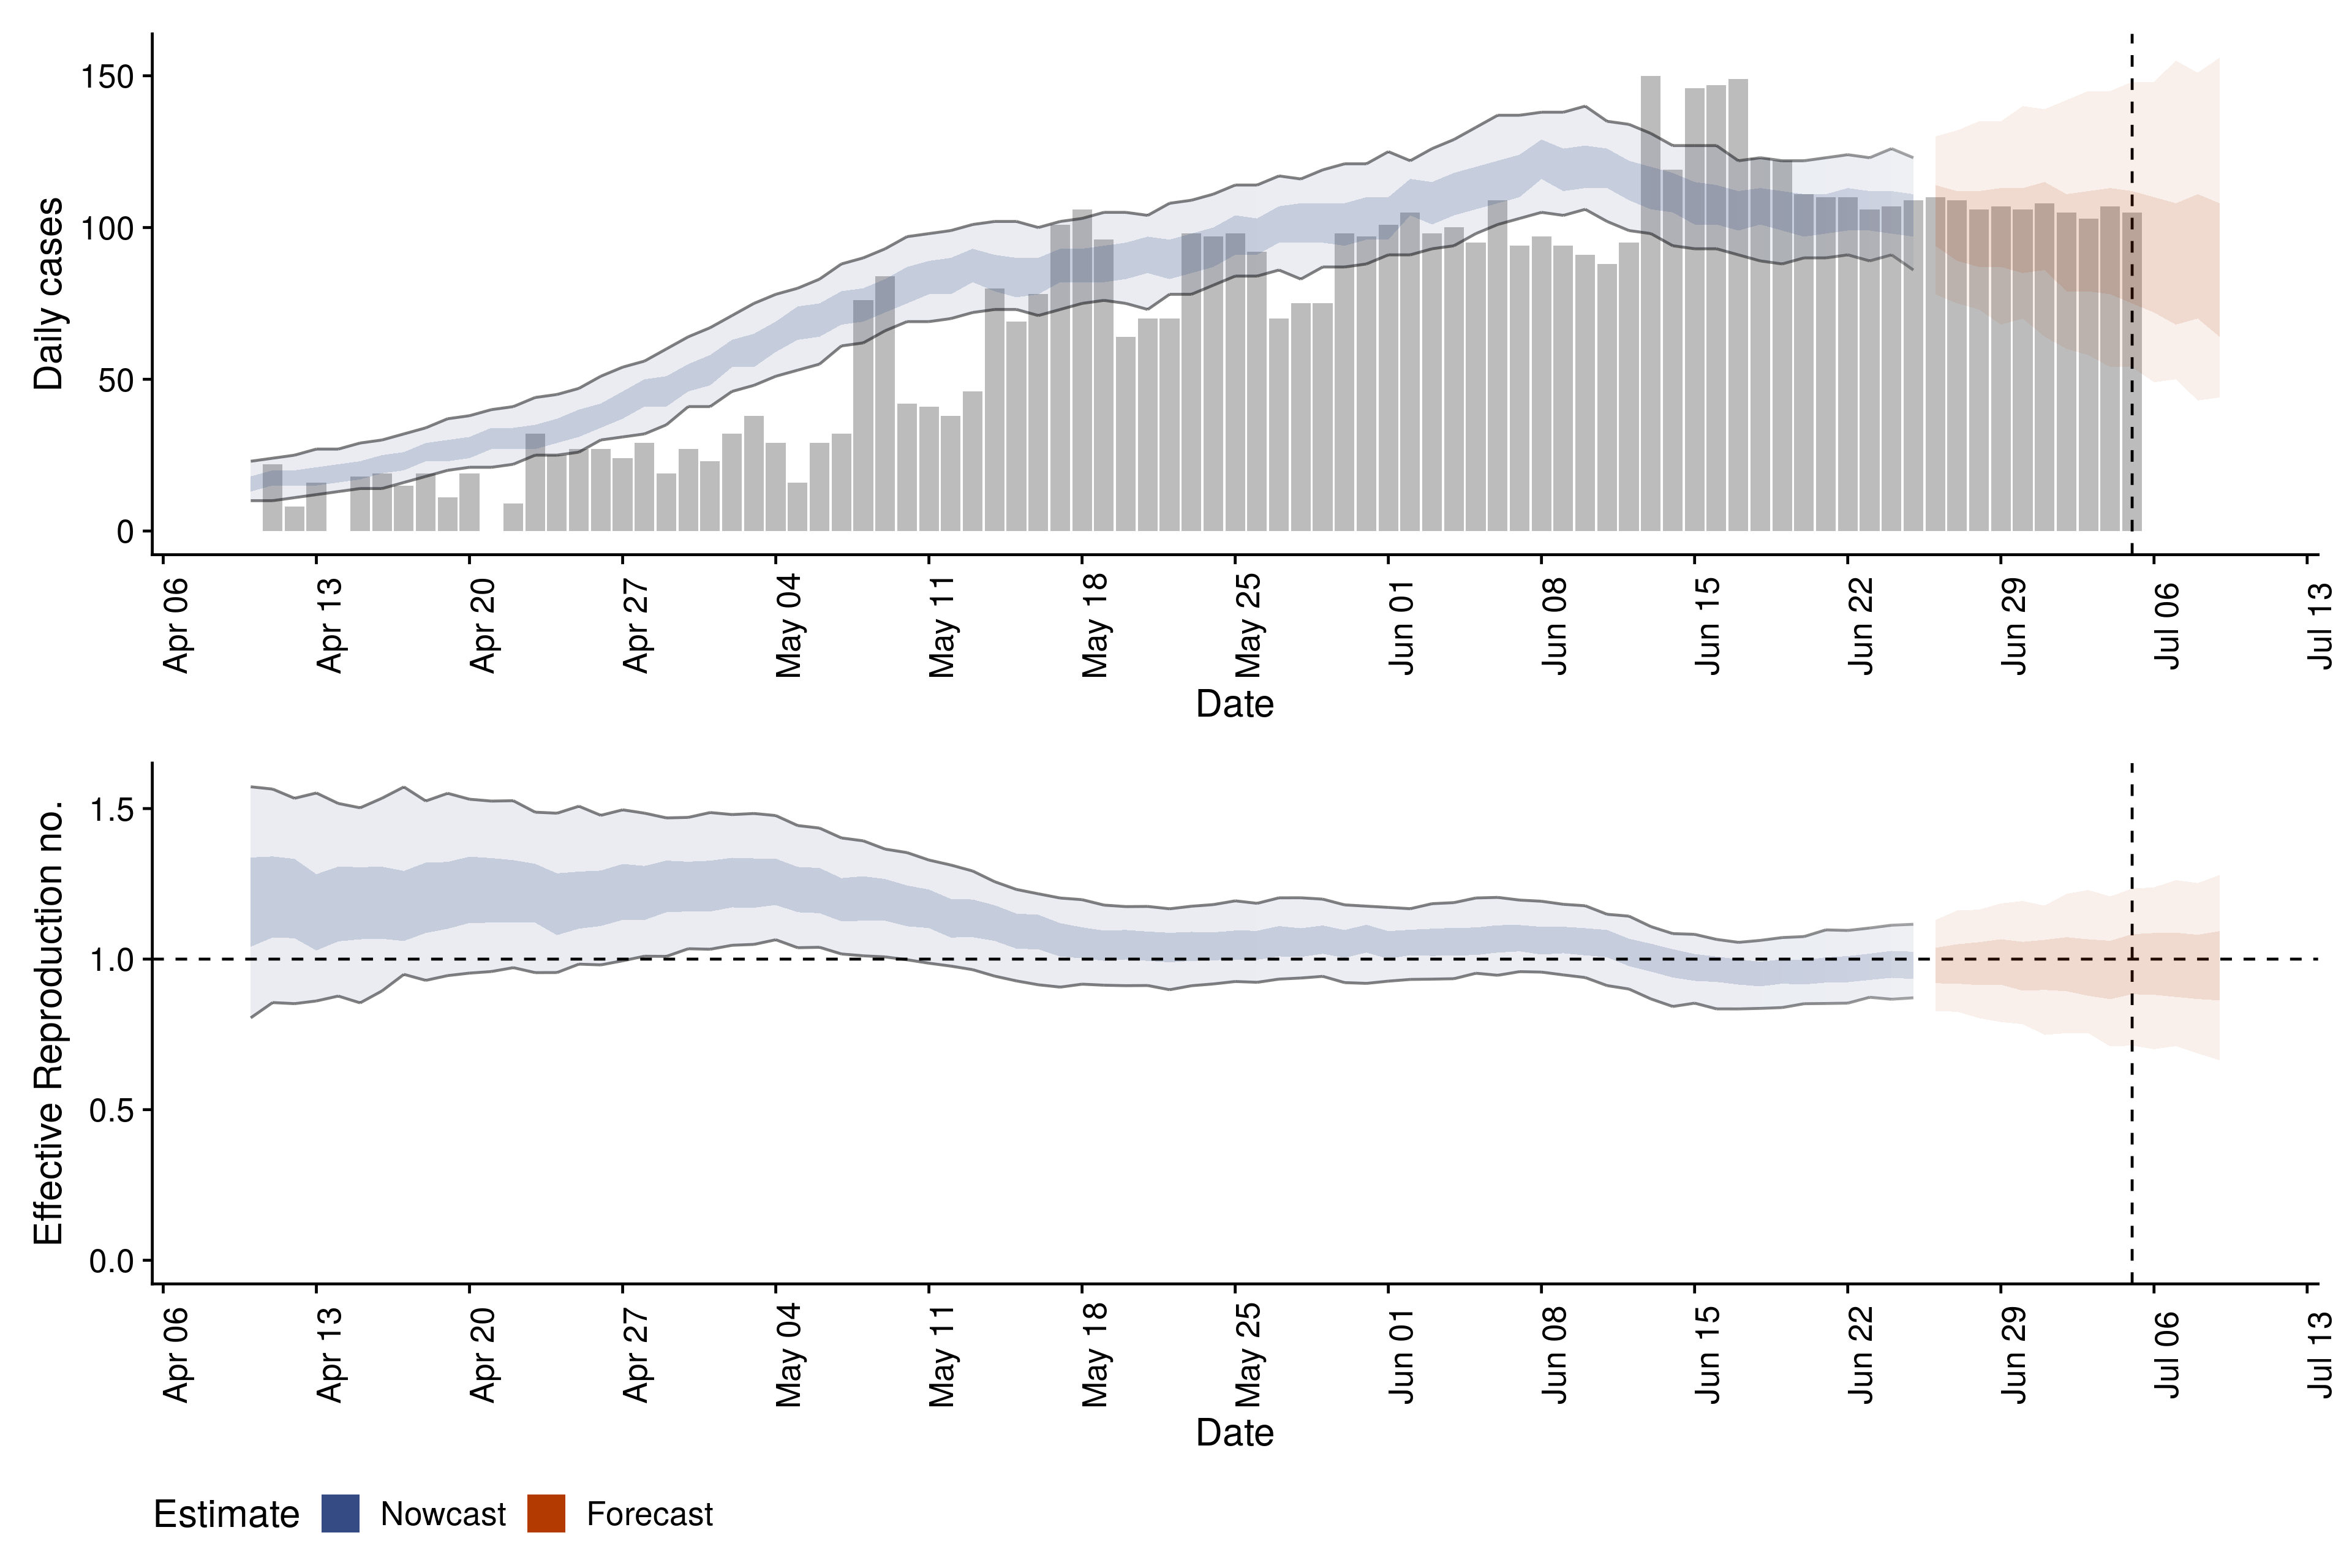 150
100
50
0
Daily cases
Apr 06
Apr 13
Apr 20
Apr 27
May 04
May 11
May 18
May 25
Jun 01
Jun 08
Jun 15
Jun 22
Jun 29
Jul 06
Jul 13
Date
1.5
1.0
0.5
0.0
Effective Reproduction no.
Apr 06
Apr 13
Apr 20
Apr 27
May 04
May 11
May 18
May 25
Jun 01
Jun 08
Jun 15
Jun 22
Jun 29
Jul 06
Jul 13
Date
Estimate Nowcast Forecast